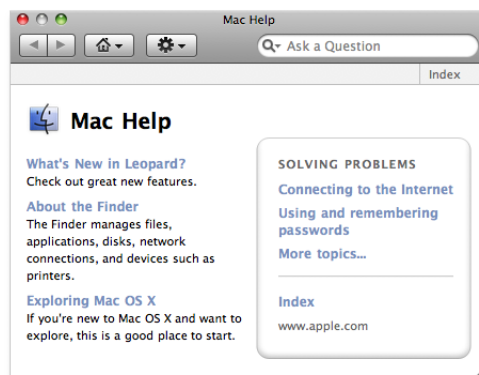 Mac Help
Ask a Question
Index
Mac Help
What's New in Leopard?
Check out great new features.
About the Finder
The Finder manages files,
applications, disks, network
connections, and devices such as
printers.
Exploring Mac OS X
If you're new to Mac OS X and want to
explore, this is a good place to start.
SOLVING PROBLEMS
Connecting to the Internet
Using and remembering
passwords
More topics...
Index
www.apple.com